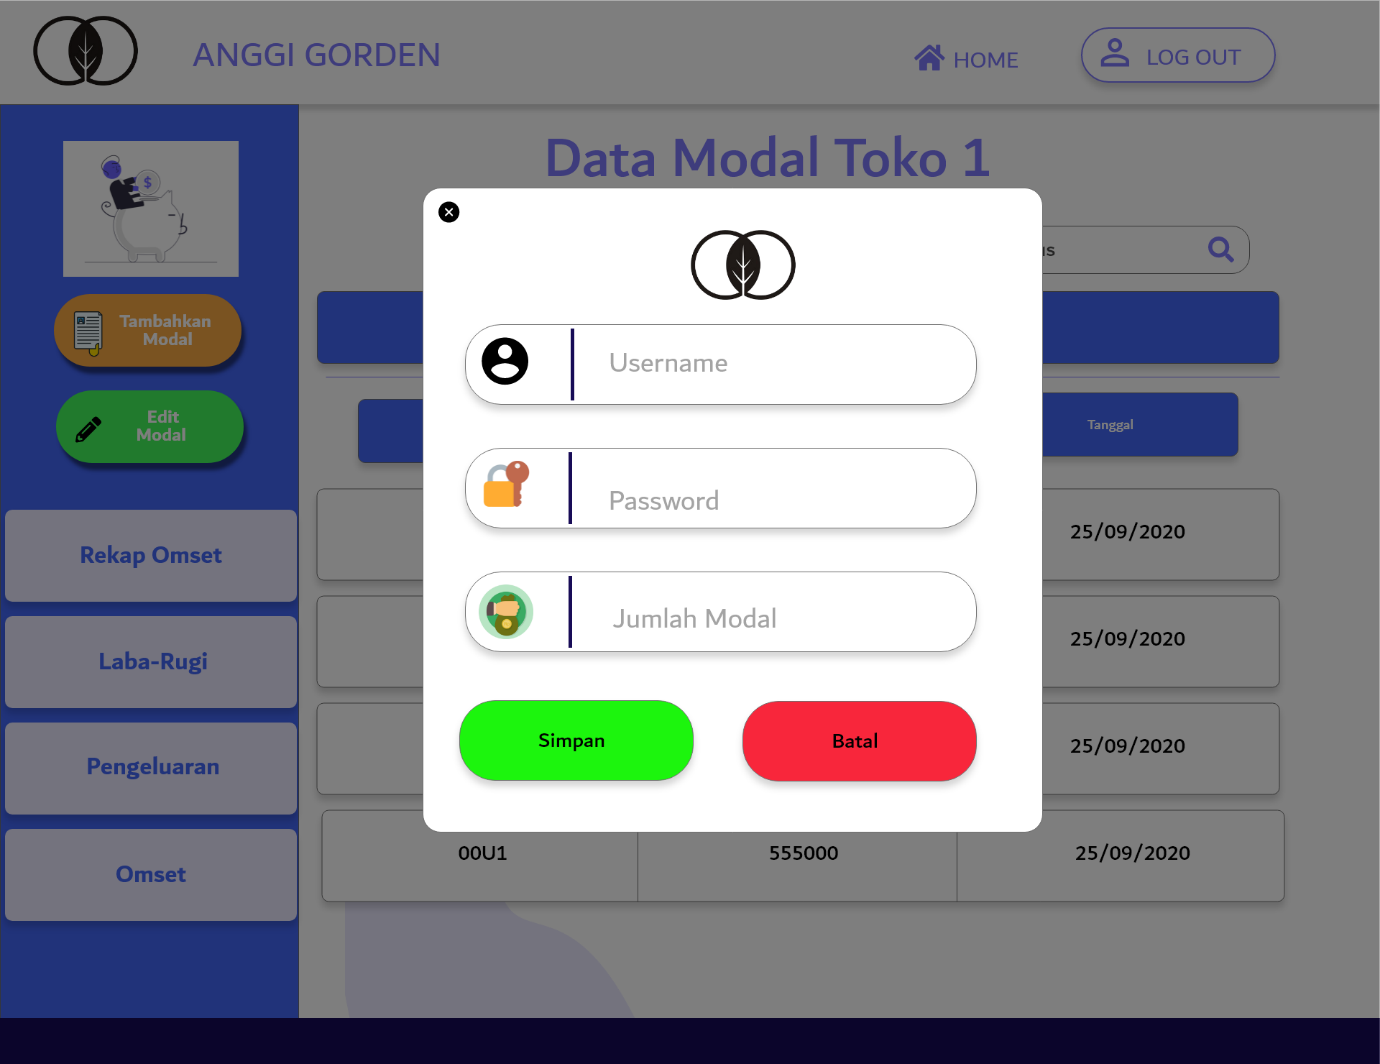 ANGGI GORDEN
HOME
LOG OUT
Data Modal Toko 1
$
Tambahkan
Modal
Edit
Modal
Rekap Omset
Laba-Rugi
Pengeluaran
Omset
Username
Password
Jumlah Modal
Simpan
Batal
Tanggal
25/09/2020
25/09/2020
25/09/2020
00U1
555000
25/09/2020